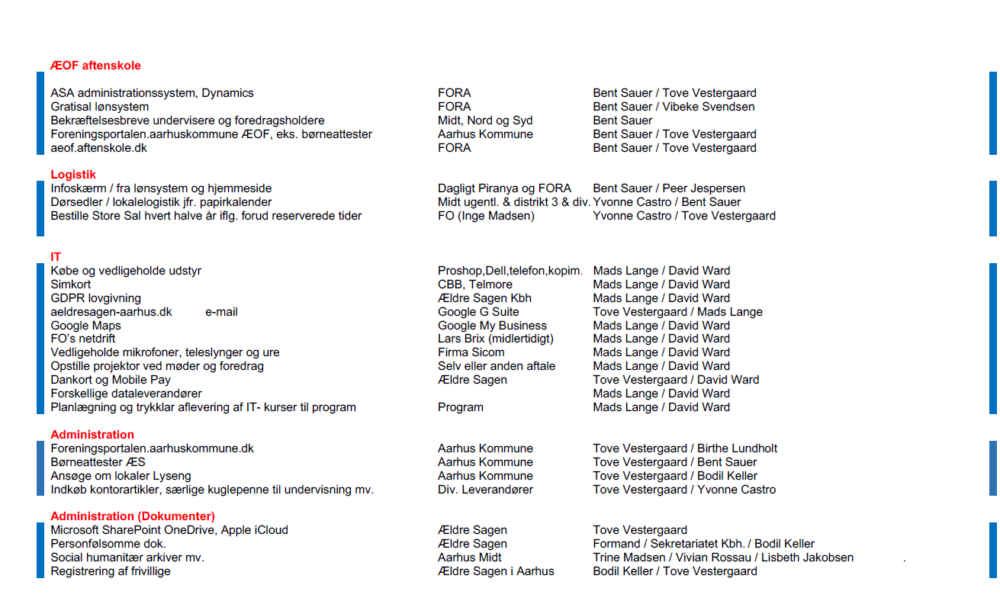 ÆOF aftenskole
ASA administrationssystem, Dynamics FORA Bent Sauer / Tove Vestergaard
Gratisal lønsystem FORA Bent Sauer / Vibeke Svendsen
Bekræftelsesbreve undervisere og foredragsholdere Midt, Nord og Syd Bent Sauer
Foreningsportalen.aarhuskommune ÆOF, eks. børneattester Aarhus Kommune Bent Sauer / Tove Vestergaard
aeof.aftenskole.dk FORA Bent Sauer / Tove Vestergaard
Logistik
Infoskærm / fra lønsystem og hjemmeside Dagligt Piranya og FORA Bent Sauer / Peer Jespersen
Dørsedler / lokalelogistik jfr. papirkalender Midt ugentl. & distrikt 3 & div. Yvonne Castro / Bent Sauer
Bestille Store Sal hvert halve år iflg. forud reserverede tider FO (Inge Madsen) Yvonne Castro / Tove Vestergaard
IT
Købe og vedligeholde udstyr Proshop,Dell,telefon,kopim. Mads Lange / David Ward
Simkort CBB, Telmore Mads Lange / David Ward
GDPR lovgivning Ældre Sagen Kbh Mads Lange / David Ward
aeldresagen-aarhus.dk e-mail Google G Suite Tove Vestergaard / Mads Lange
Google Maps Google My Business Mads Lange / David Ward
FO's netdrift Lars Brix (midlertidigt) Mads Lange / David Ward
Vedligeholde mikrofoner, teleslynger og ure Firma Sicom Mads Lange / David Ward
Opstille projektor ved møder og foredrag Selv eller anden aftale Mads Lange / David Ward
Dankort og Mobile Pay Ældre Sagen Tove Vestergaard / David Ward
Forskellige dataleverandører Mads Lange / David Ward
Planlægning og trykklar aflevering af IT- kurser til program Program Mads Lange / David Ward
Administration
Foreningsportalen.aarhuskommune.dk Aarhus Kommune Tove Vestergaard / Birthe Lundholt
Børneattester ÆS Aarhus Kommune Tove Vestergaard / Bent Sauer
Ansøge om lokaler Lyseng Aarhus Kommune Tove Vestergaard / Bodil Keller
Indkøb kontorartikler, særlige kuglepenne til undervisning mv. Div. Leverandører Tove Vestergaard / Yvonne Castro
Administration (Dokumenter)
Microsoft SharePoint OneDrive, Apple iCloud Ældre Sagen Tove Vestergaard
Personfølsomme dok. Ældre Sagen Formand / Sekretariatet Kbh. / Bodil Keller
Social humanitær arkiver mv. Aarhus Midt Trine Madsen / Vivian Rossau / Lisbeth Jakobsen .
Registrering af frivillige Ældre Sagen i Aarhus Bodil Keller / Tove Vestergaard